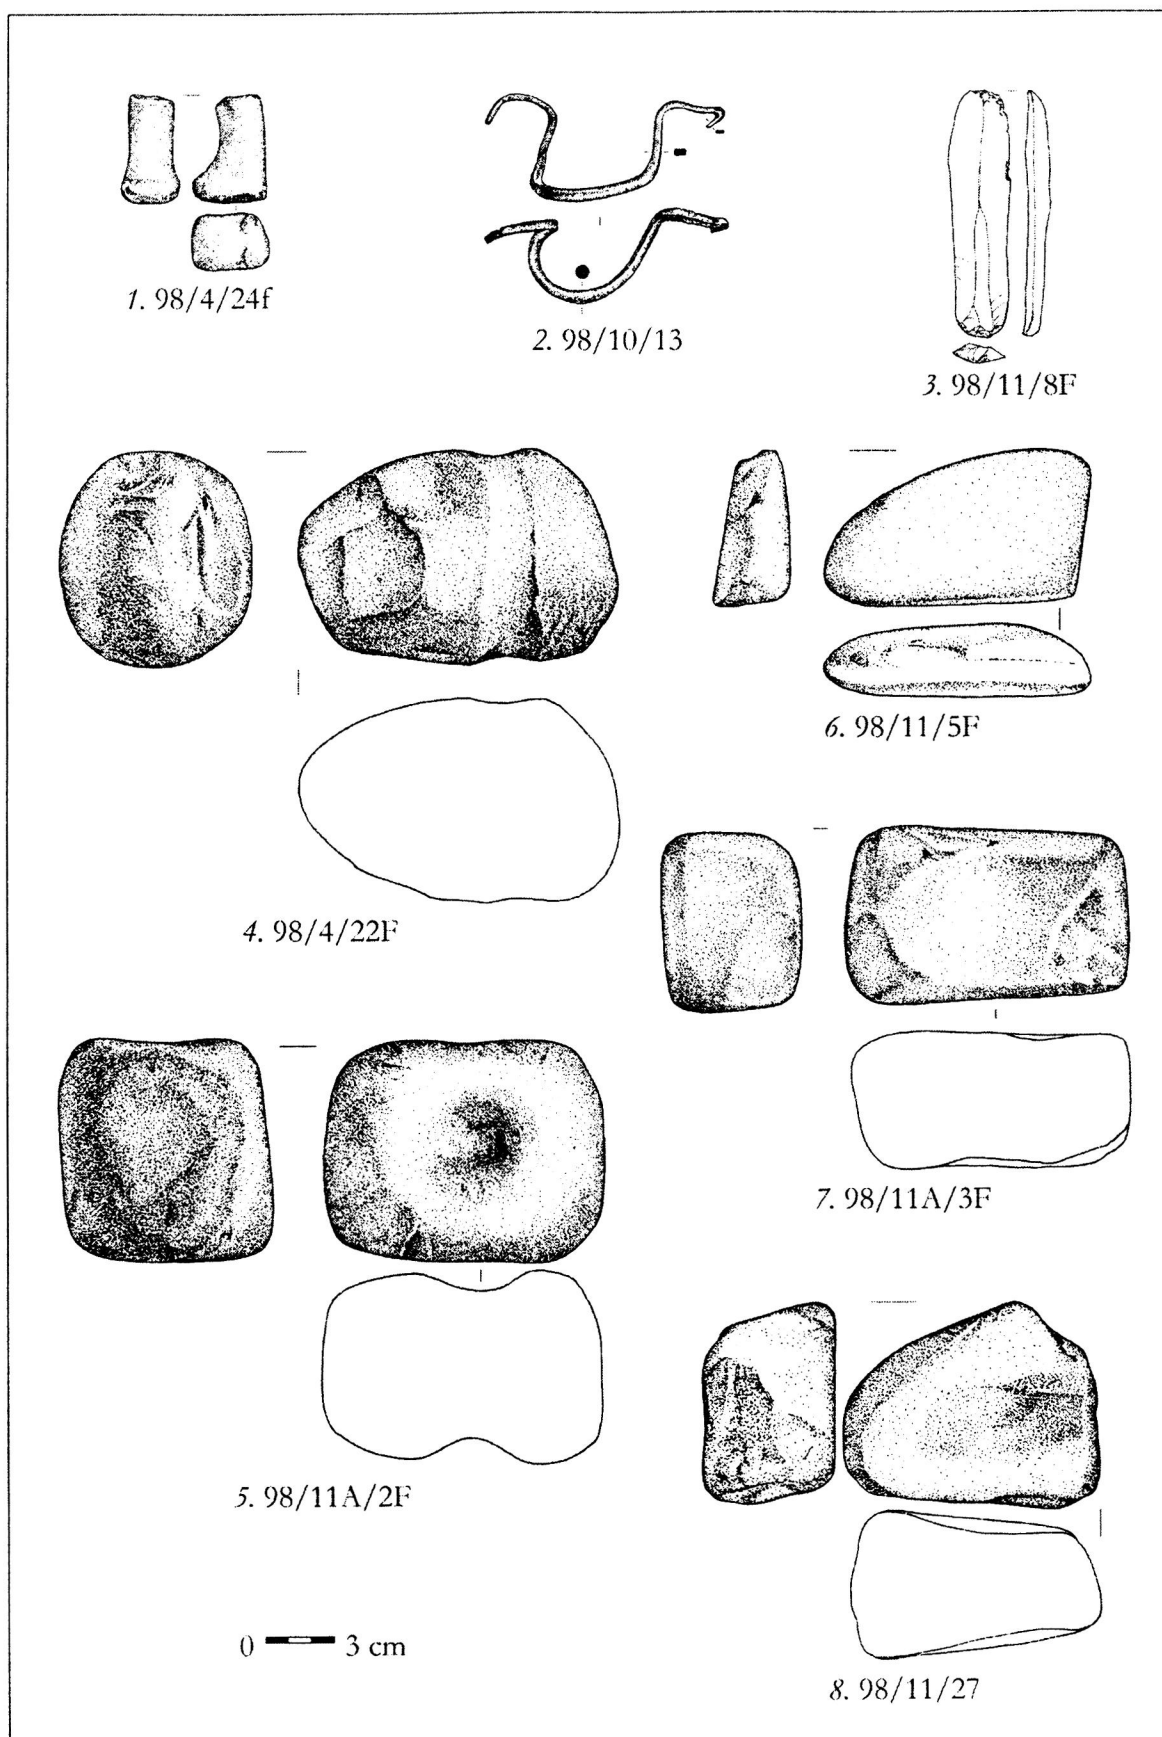 1. 98/4/24f
2. 98/10/13
3. 98/11/8F
4. 98/4/22F
6. 98/11/5F
7. 98/11A/3F
5. 98/11A/2F
0 3 cm
8. 98/11/27